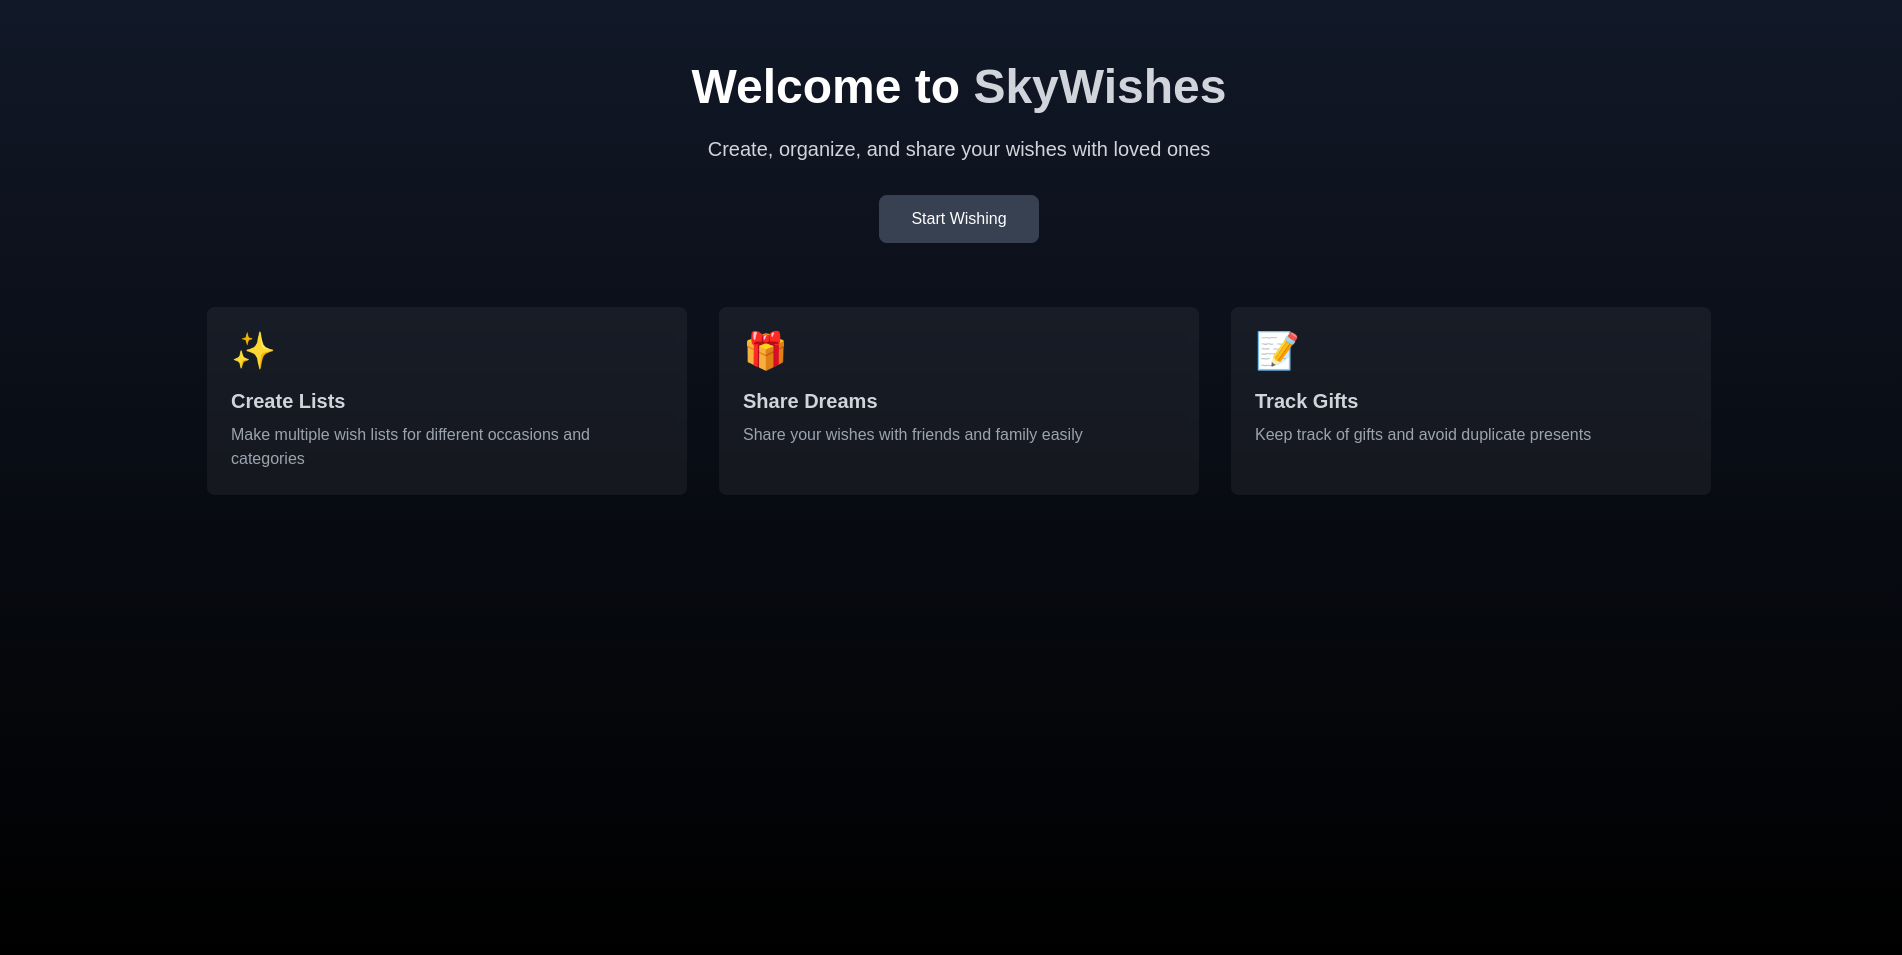 Welcome to SkyWishes
Create, organize, and share your wishes with loved ones
Start Wishing
Create Lists
Make multiple wish lists for different occasions and
categories
Share Dreams
Share your wishes with friends and family easily
Track Gifts
Keep track of gifts and avoid duplicate presents